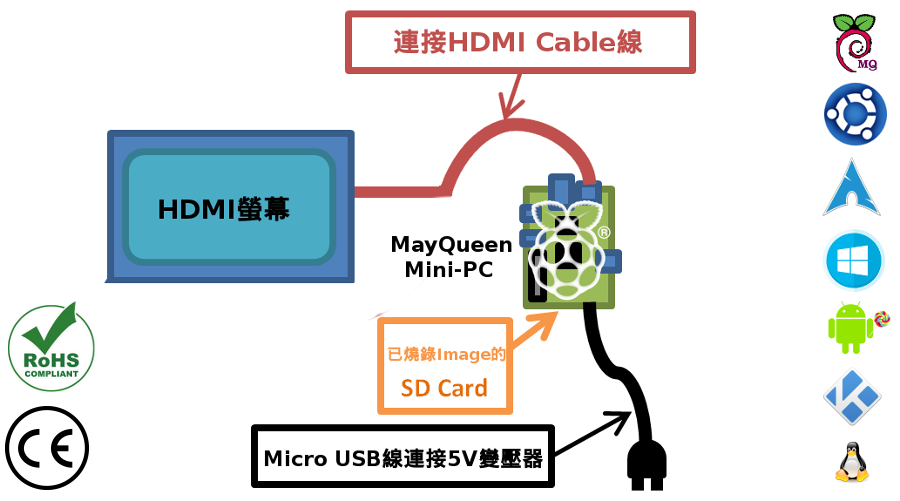 連接HDMI Cable線
MQ
HDMI螢幕
®
MayQueen
Mini-PC
已燒錄Image的
SD Card
RoHS
COMPLIANT
CE
Micro USB線連接5V變壓器